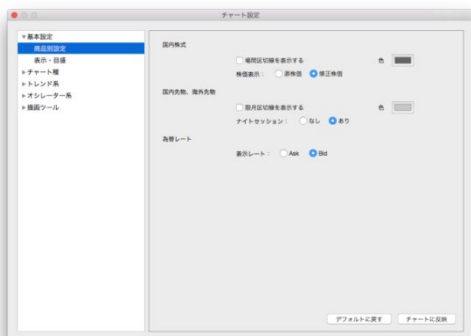 チャート設定
▼基本設定
商品別設定
表示・目盛
▶チャート種
▶トレンド系
▶オシレーター系
▶描画ツール
国内株式
場間区切線を表示する 色
株価表示： 原株価 修正株価
国内先物、海外先物
限月区切線を表示する 色
ナイトセッション： なし あり
為替レート
表示レート： Ask Bid
デフォルトに戻す チャートに反映